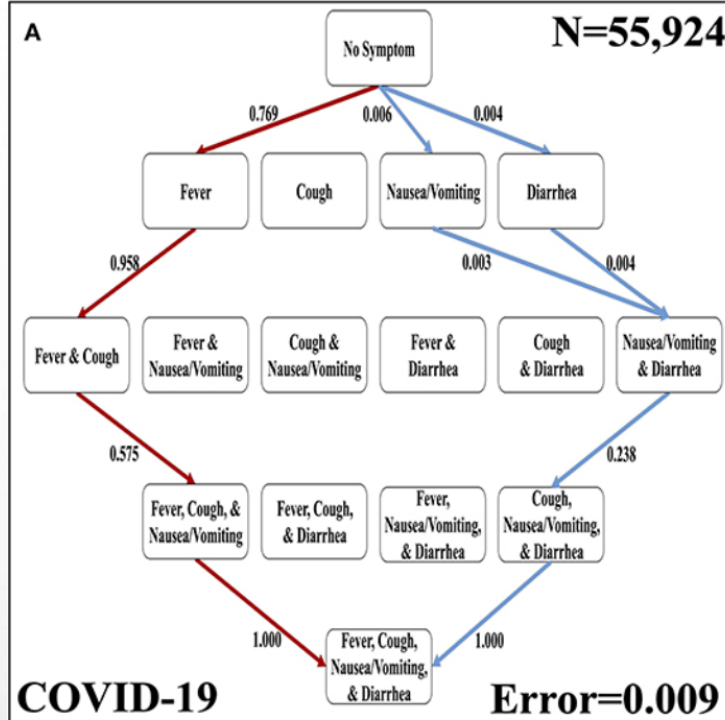 A
N=55,924
No Symptom
0.769
0.006
0.004
Fever
Cough
Nausea/Vomiting
Diarrhea
0.958
0.003
0.004
Fever & Cough
Fever &
Nausea/Vomiting
Cough &
Nausea/Vomiting
Fever &
Diarrhea
Cough
& Diarrhea
Nausea/Vomiting
& Diarrhea
0.575
0.238
Fever, Cough, &
Nausea/Vomiting
Fever, Cough,
& Diarrhea
Fever,
Nausea/Vomiting,
& Diarrhea
Cough,
Nausea/Vomiting,
& Diarrhea
1.000
1.000
Fever, Cough,
Nausea/Vomiting,
& Diarrhea
COVID-19
Error=0.009